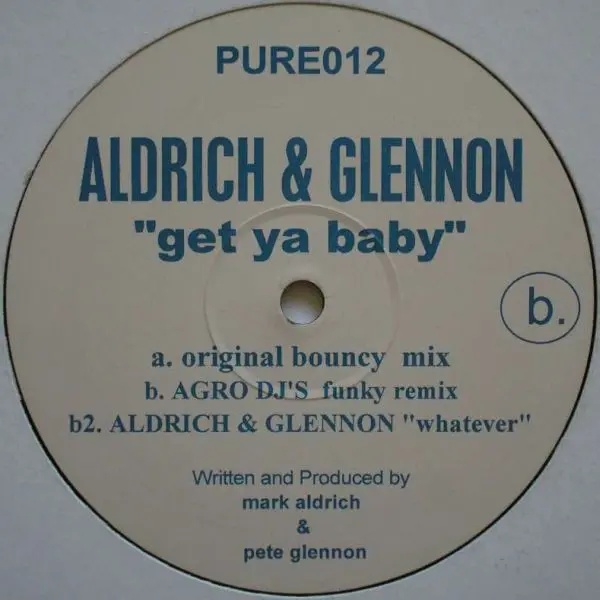 PURE012
ALDRICH & GLENNON
"get ya baby"
b.
a. original bouncy mix
b. AGRO DJ'S funky remix
b2. ALDRICH & GLENNON "whatever"
Written and Produced by
mark aldrich
&
pete glennon